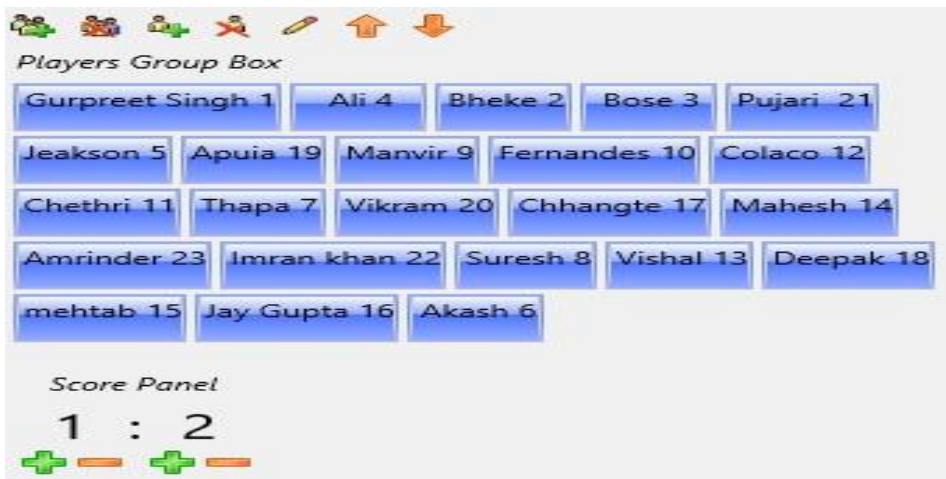 Players Group Box
Gurpreet Singh 1 Ali 4 Bheke 2 Bose 3 Pujari 21
Jeakson 5 Apuia 19 Manvir 9 Fernandes 10 Colaco 12
Chethri 11 Thapa 7 Vikram 20 Chhangte 17 Mahesh 14
Amrinder 23 Imran khan 22 Suresh 8 Vishal 13 Deepak 18
mehtab 15 Jay Gupta 16 Akash 6
Score Panel
1 : 2